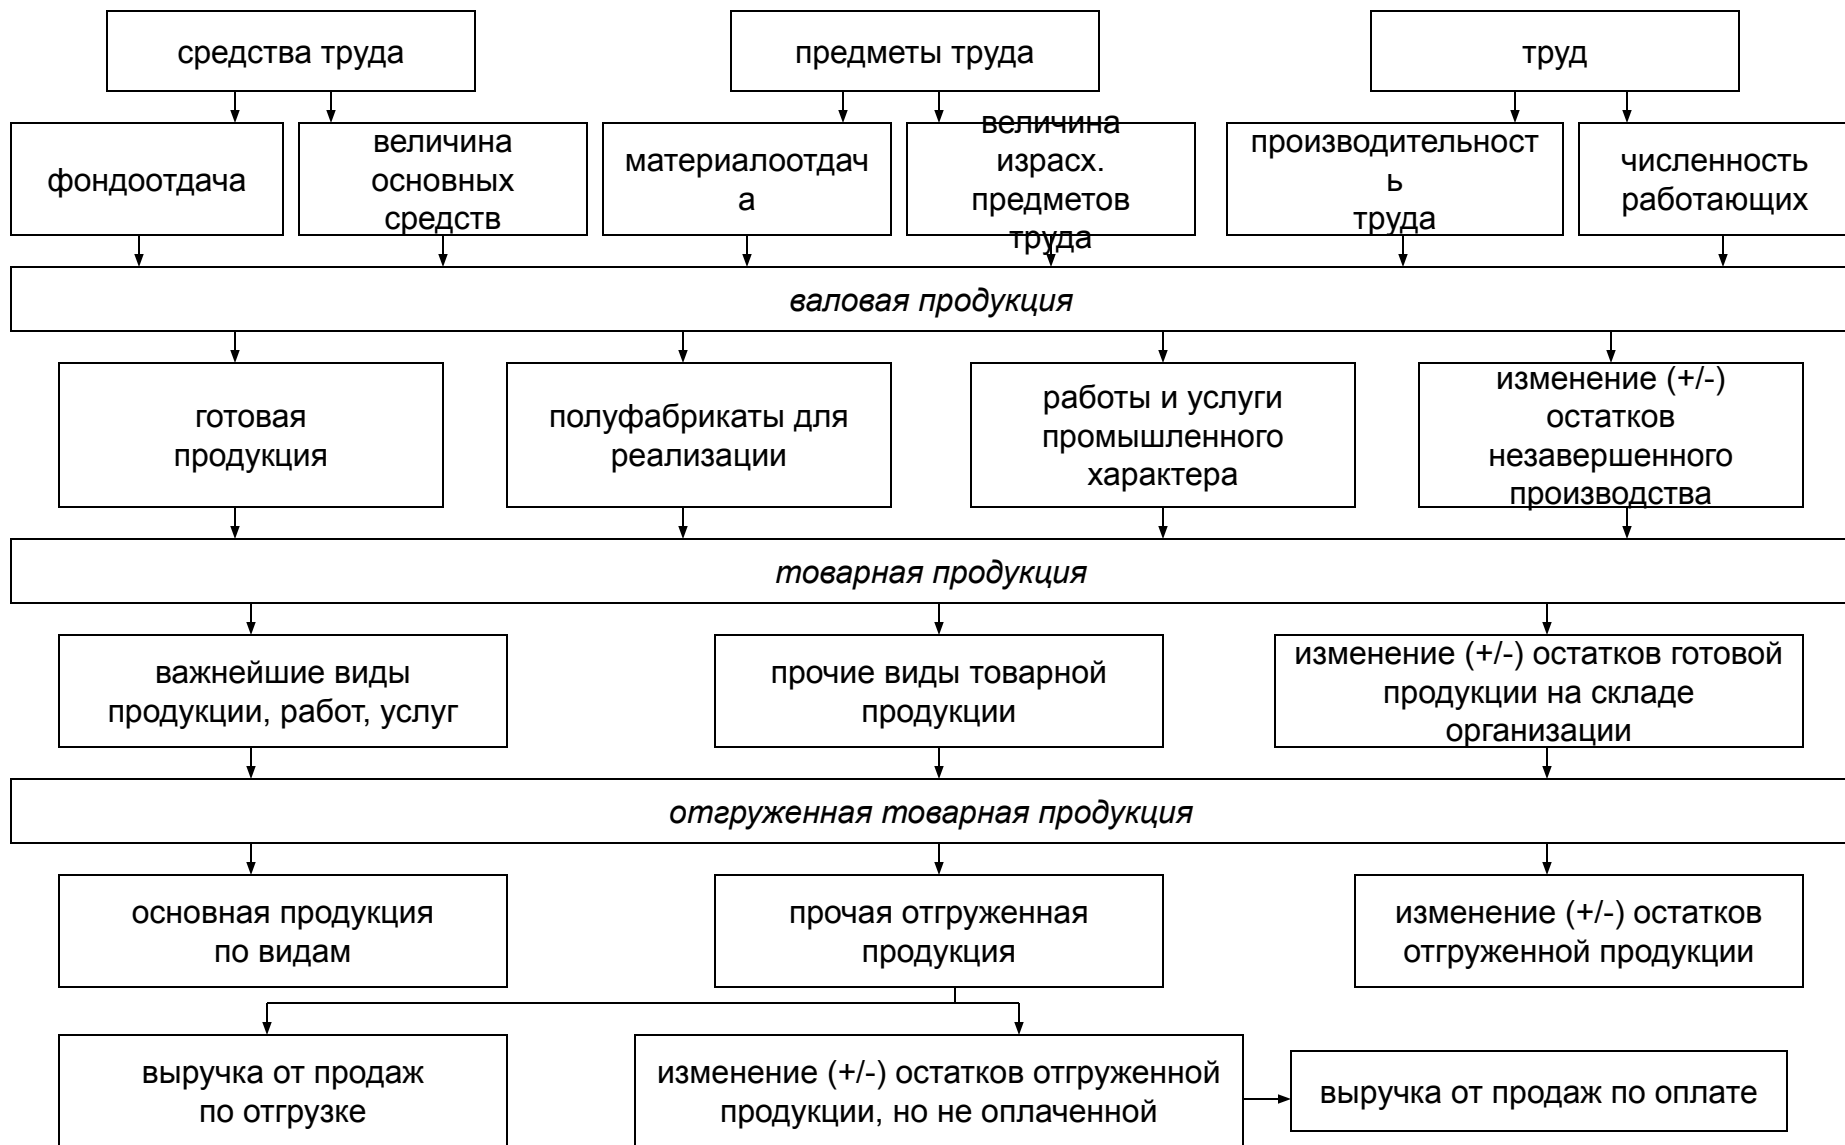 средства труда
предметы труда
труд
фондоотдача
величина
основных
средств
материалоотдач
а
величина
израсх.
предметов
труда
производительност
ь
труда
численность
работающих
валовая продукция
готовая
продукция
полуфабрикаты для
реализации
работы и услуги
промышленного
характера
изменение (+/-)
остатков
незавершенного
производства
товарная продукция
важнейшие виды
продукции, работ, услуг
прочие виды товарной
продукции
изменение (+/-) остатков готовой
продукции на складе
организации
отгруженная товарная продукция
основная продукция
по видам
прочая отгруженная
продукция
изменение (+/-) остатков
отгруженной продукции
выручка от продаж
по отгрузке
изменение (+/-) остатков отгруженной
продукции, но не оплаченной
выручка от продаж по оплате